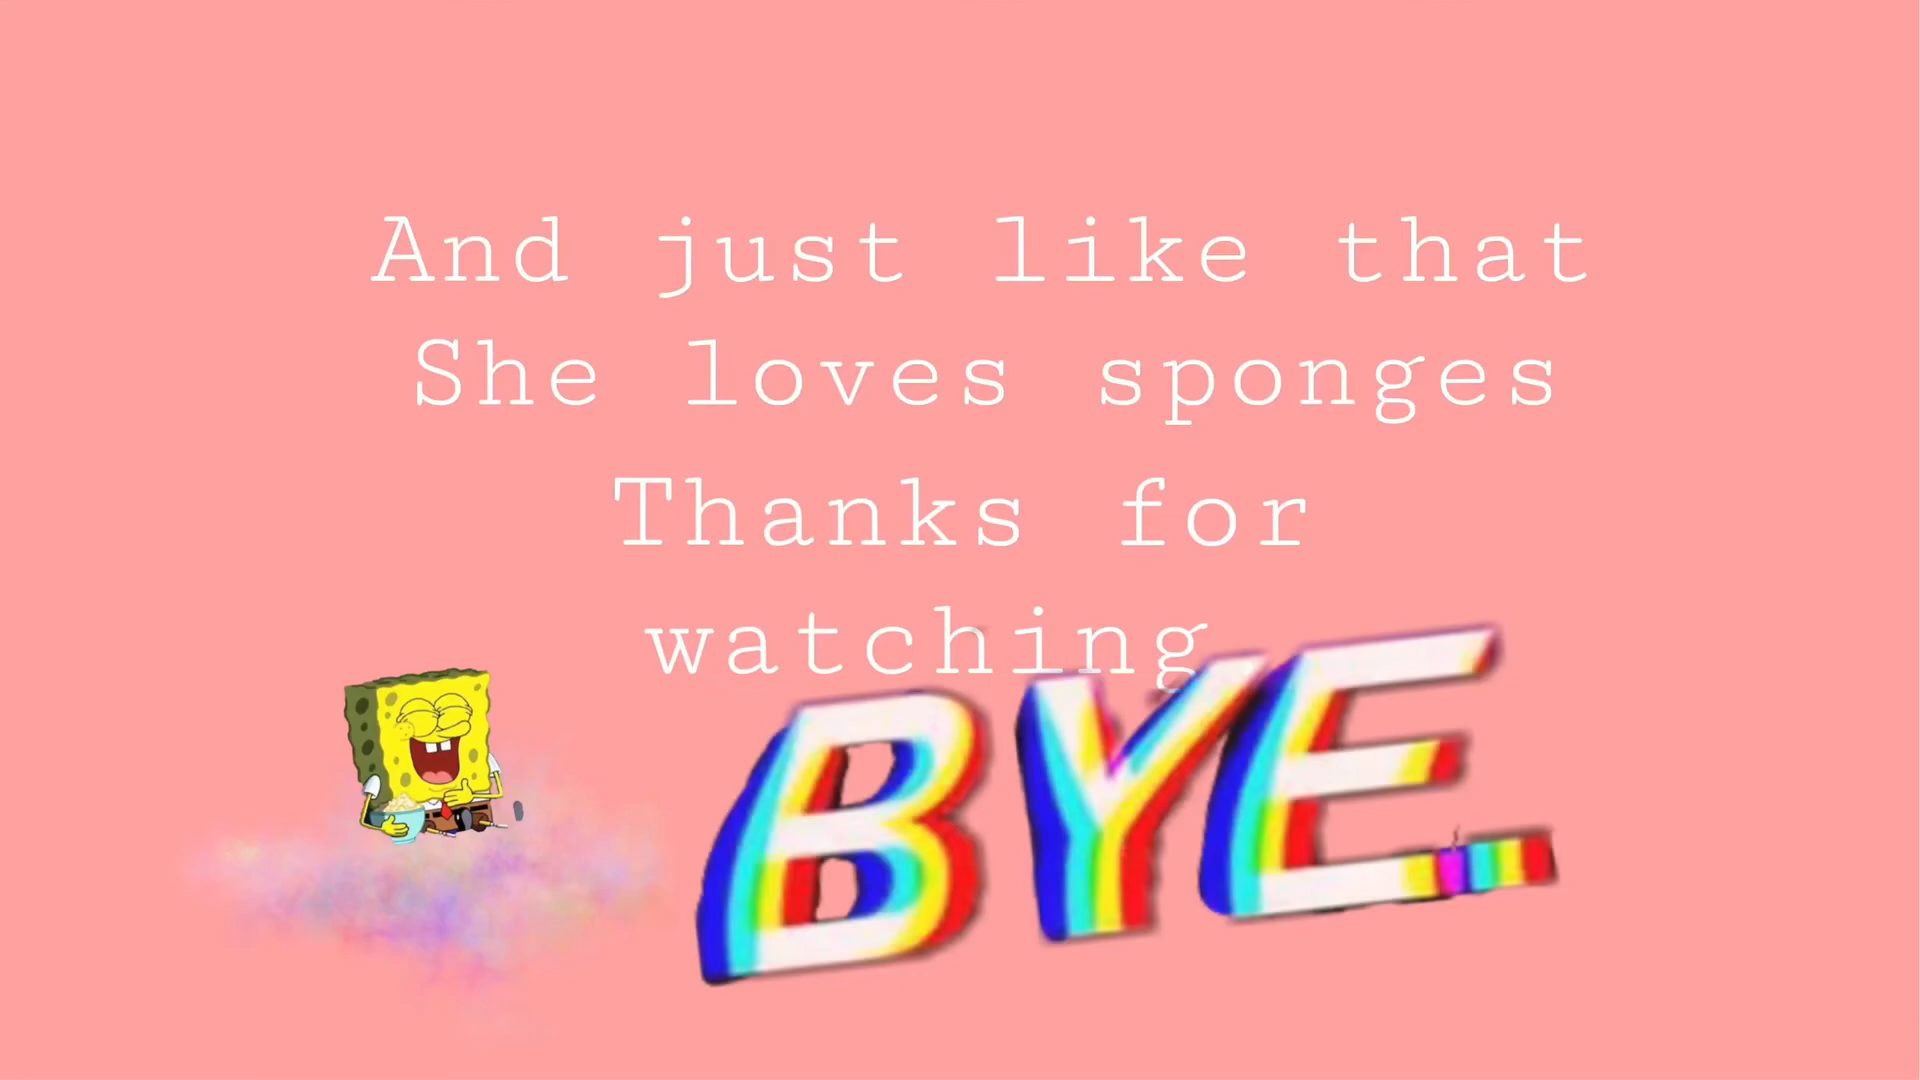 And just like that
She loves sponges
Thanks for
watching.
BYE